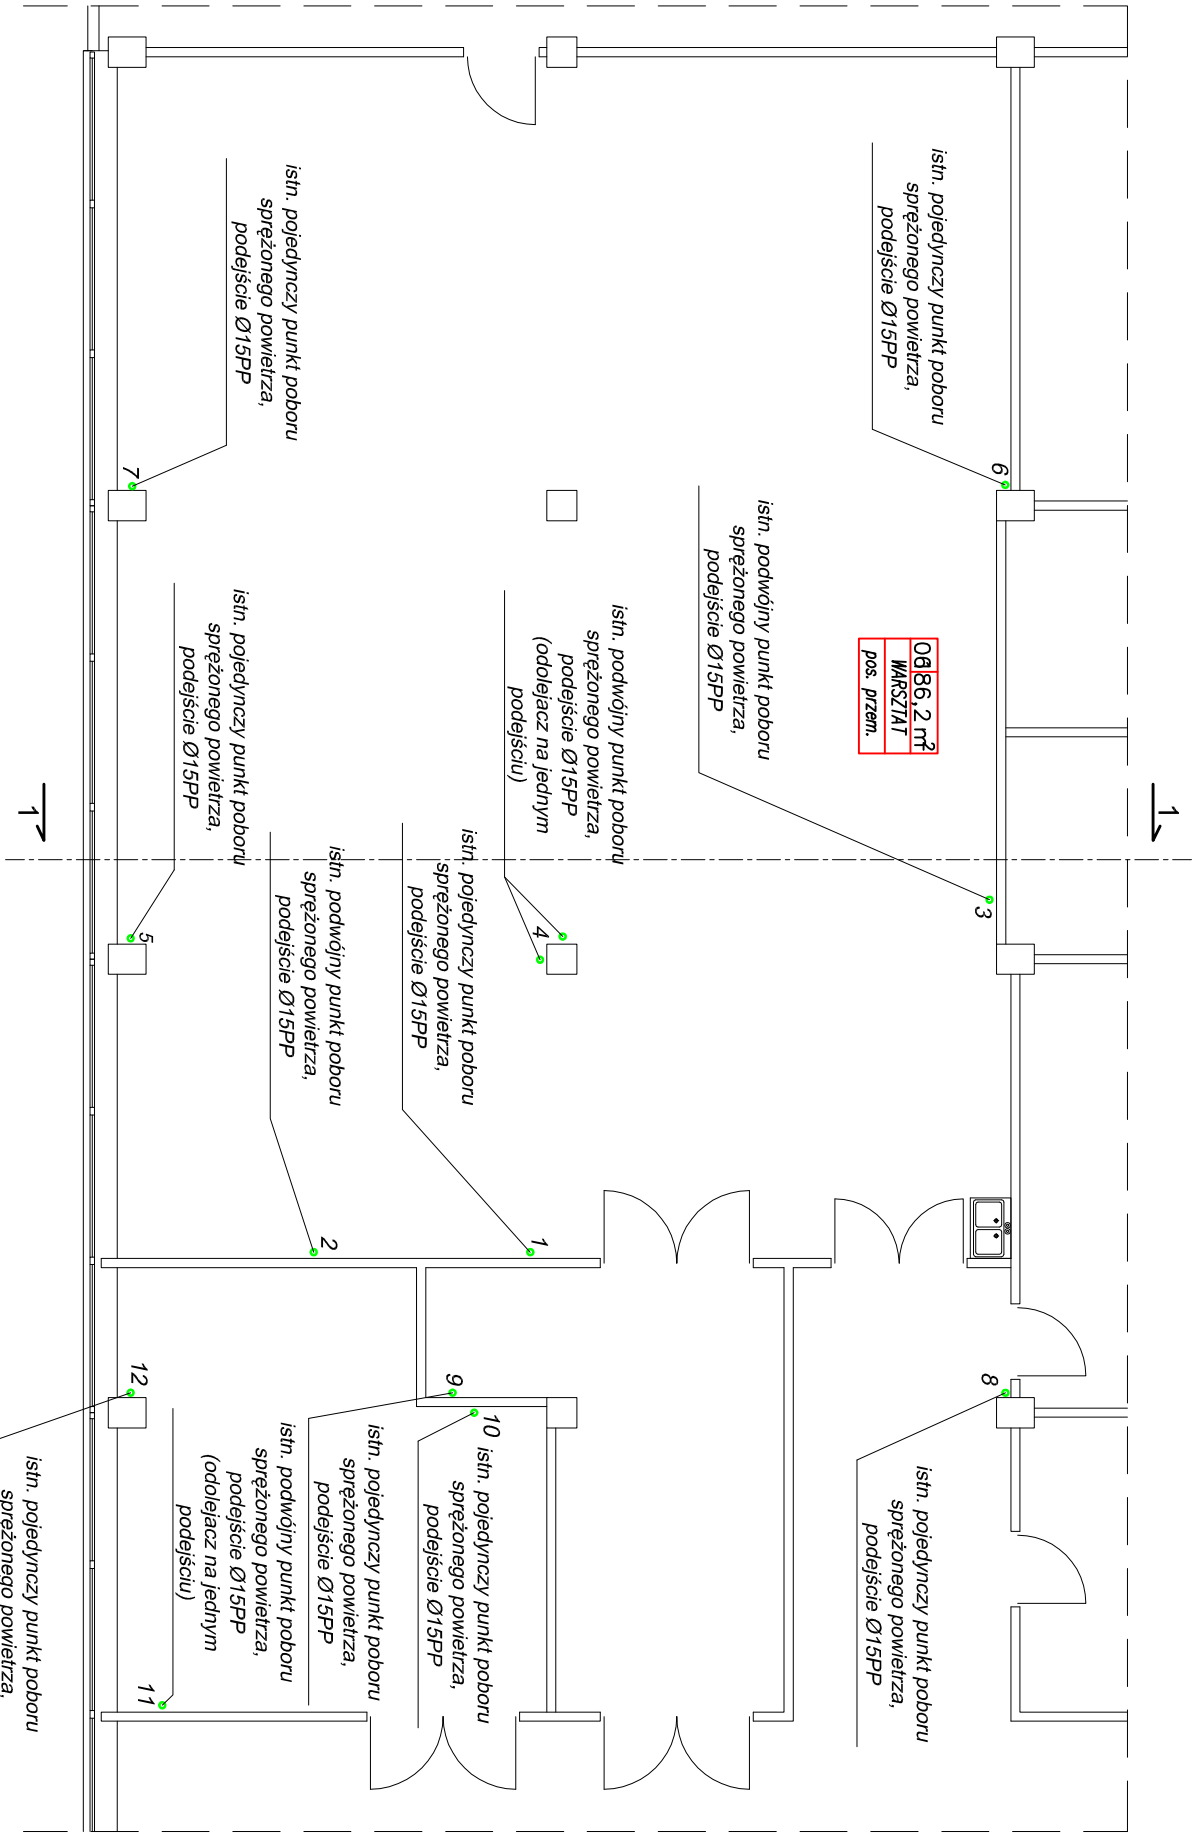 1
istn. pojedynczy punkt poboru
sprężonego powietrza,
podejście Ø15PP
6
istn. podwójny punkt poboru
sprężonego powietrza,
podejście Ø15PP
3
86,2 m²
WARSZTAT
pos. przem.
istn. pojedynczy punkt poboru
sprężonego powietrza,
podejście Ø15PP
8
istn. podwójny punkt poboru
sprężonego powietrza,
podejście Ø15PP
(odolejacz na jednym
podejściu)
4
istn. pojedynczy punkt poboru
sprężonego powietrza,
podejście Ø15PP
1
istn. podwójny punkt poboru
sprężonego powietrza,
podejście Ø15PP
2
10
istn. pojedynczy punkt poboru
sprężonego powietrza,
podejście Ø15PP
9
istn. pojedynczy punkt poboru
sprężonego powietrza,
podejście Ø15PP
istn. podwójny punkt poboru
sprężonego powietrza,
podejście Ø15PP
(odolejacz na jednym
podejściu)
11
istn. pojedynczy punkt poboru
sprężonego powietrza,
podejście Ø15PP
7
istn. pojedynczy punkt poboru
sprężonego powietrza,
podejście Ø15PP
5
12
istn. pojedynczy punkt poboru
sprężonego powietrza,
1